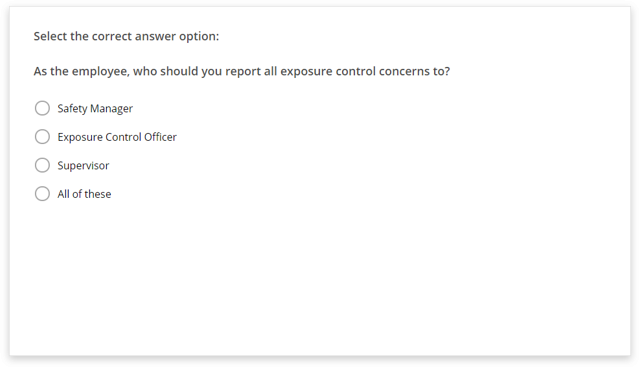 Select the correct answer option:
As the employee, who should you report all exposure control concerns to?
Safety Manager
Exposure Control Officer
Supervisor
All of these